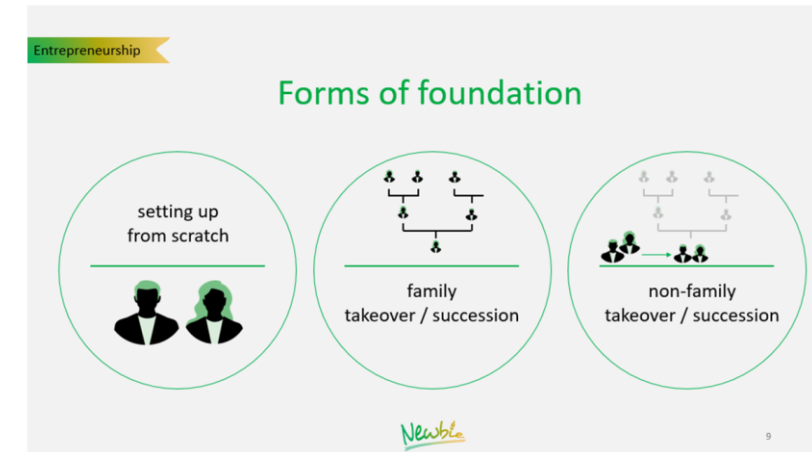 Entrepreneurship
Forms of foundation
setting up
from scratch
family
takeover / succession
non-family
takeover / succession
Newbie
9